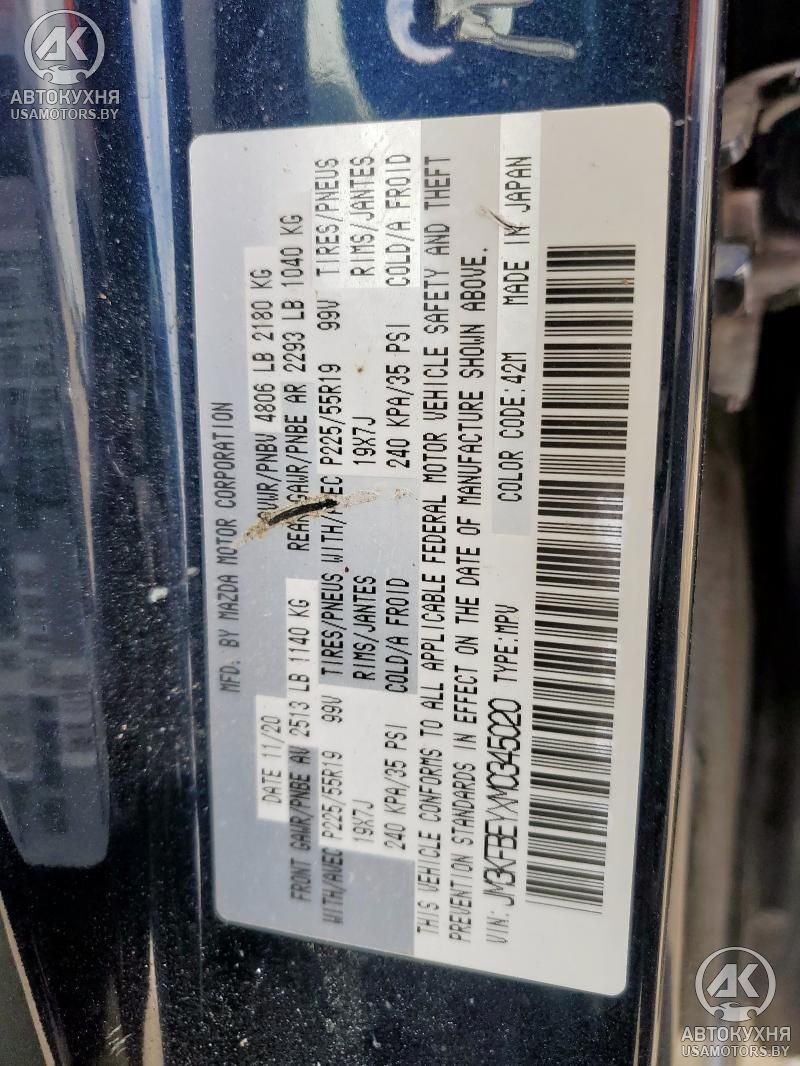 AK
АВТОКУХНЯ
USAMOTORS.BY
MFD. BY MAZDA MOTOR CORPORATION
DATE 11/20 GVWR/PNBV 4806 LB 2180 KG
FRONT GAWR/PNBE AV 2513 LB 1140 KG REAR GAWR/PNBE AR 2293 LB 1040 KG
WITH/AVEC P225/55R19 99V TIRES/PNEUS WITH/AVEC P225/55R19 99V TIRES/PNEUS
19X7J RIMS/JANTES 19X7J RIMS/JANTES
240 KPA/35 PSI COLD/A FROID 240 KPA/35 PSI COLD/A FROID
THIS VEHICLE CONFORMS TO ALL APPLICABLE FEDERAL MOTOR VEHICLE SAFETY AND THEFT
PREVENTION STANDARDS IN EFFECT ON THE DATE OF MANUFACTURE SHOWN ABOVE.
VIN: JM3KFBEYXM0345020 TYPE:MPV COLOR CODE:42M MADE IN JAPAN
AK
АВТОКУХНЯ
USAMOTORS.BY